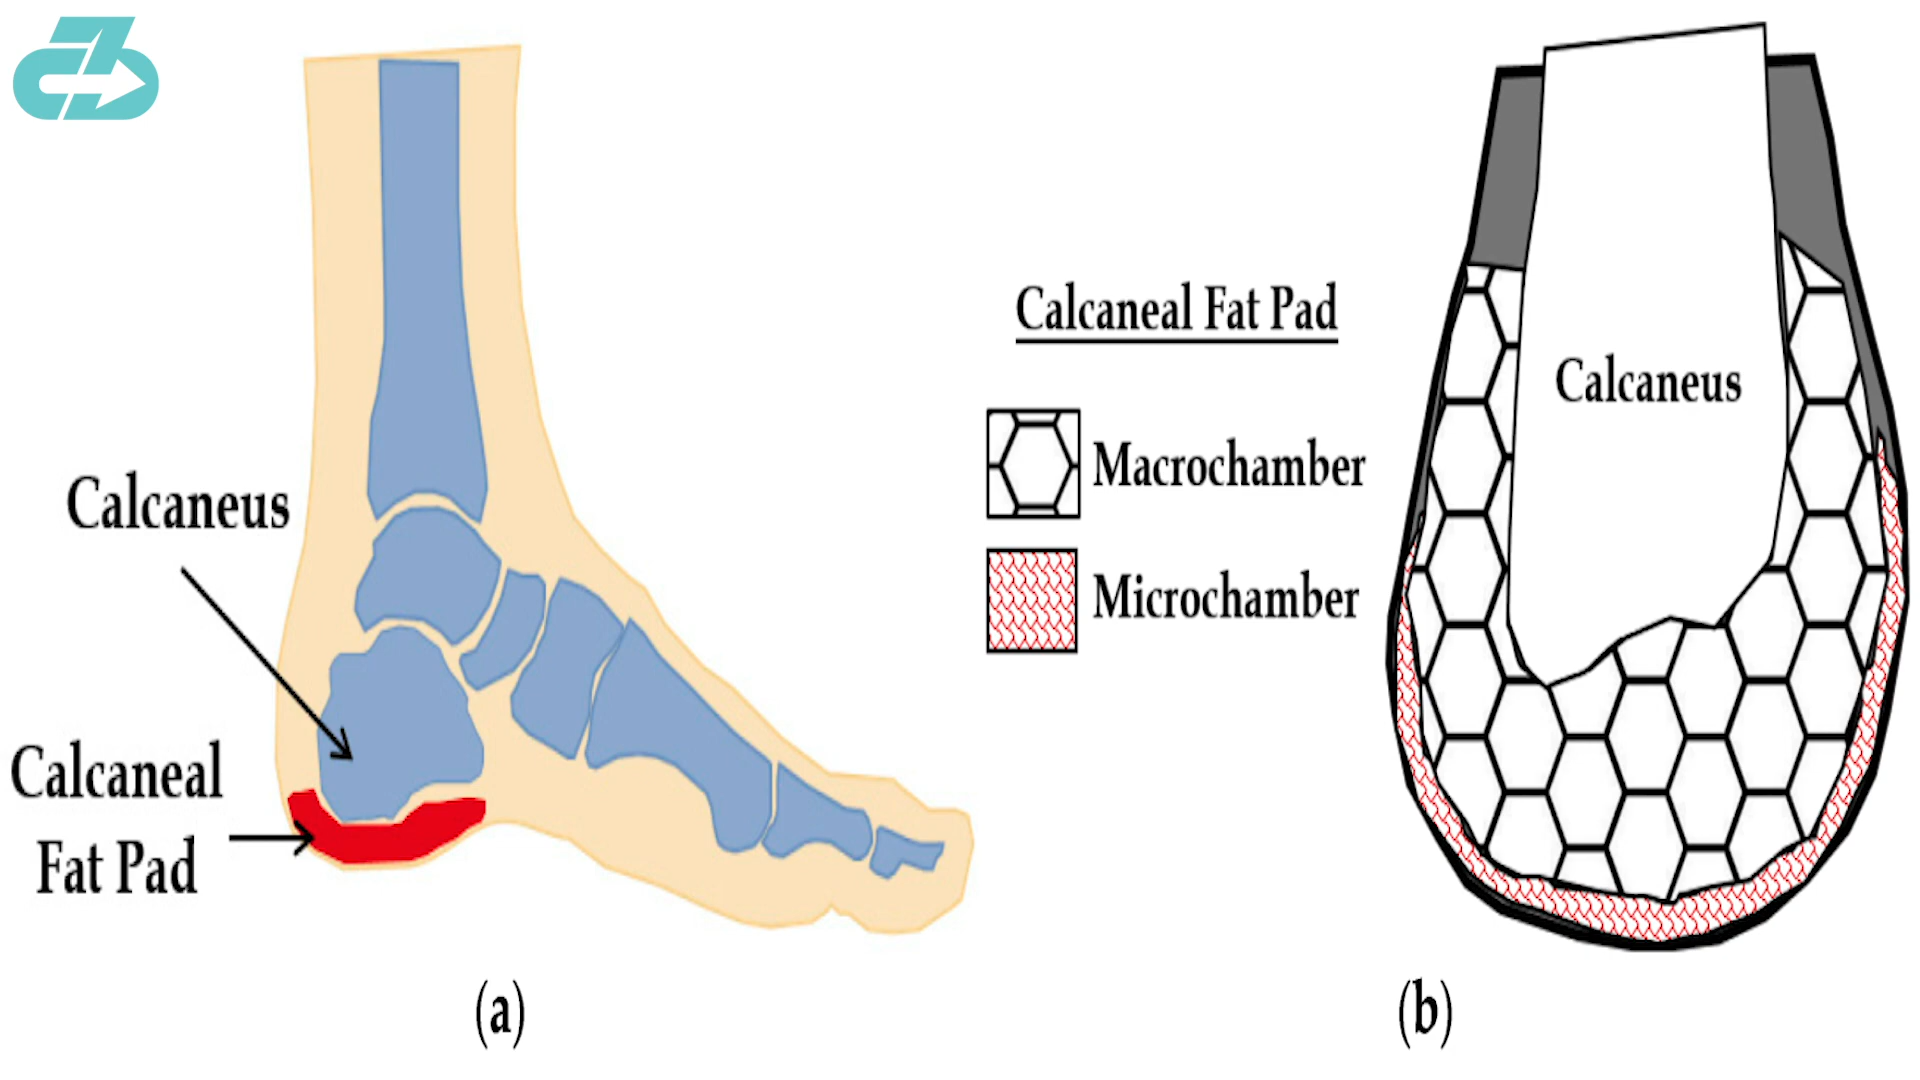 Calcaneus
Calcaneal
Fat Pad
(a)
Calcaneal Fat Pad
Macrochamber
Microchamber
Calcaneus
(b)